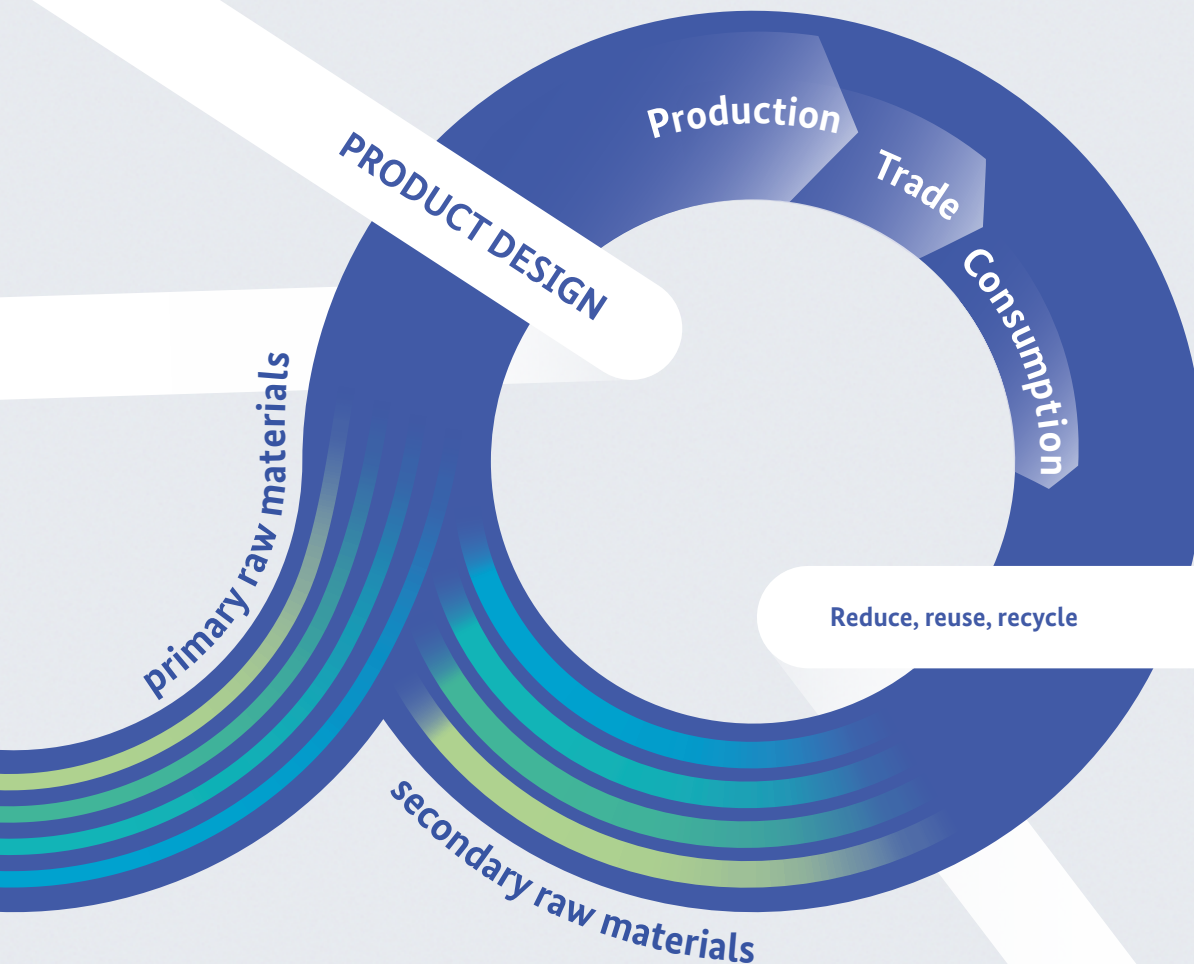 Production
Trade
Consumption
PRODUCT DESIGN
primary raw materials
Reduce, reuse, recycle
secondary raw materials